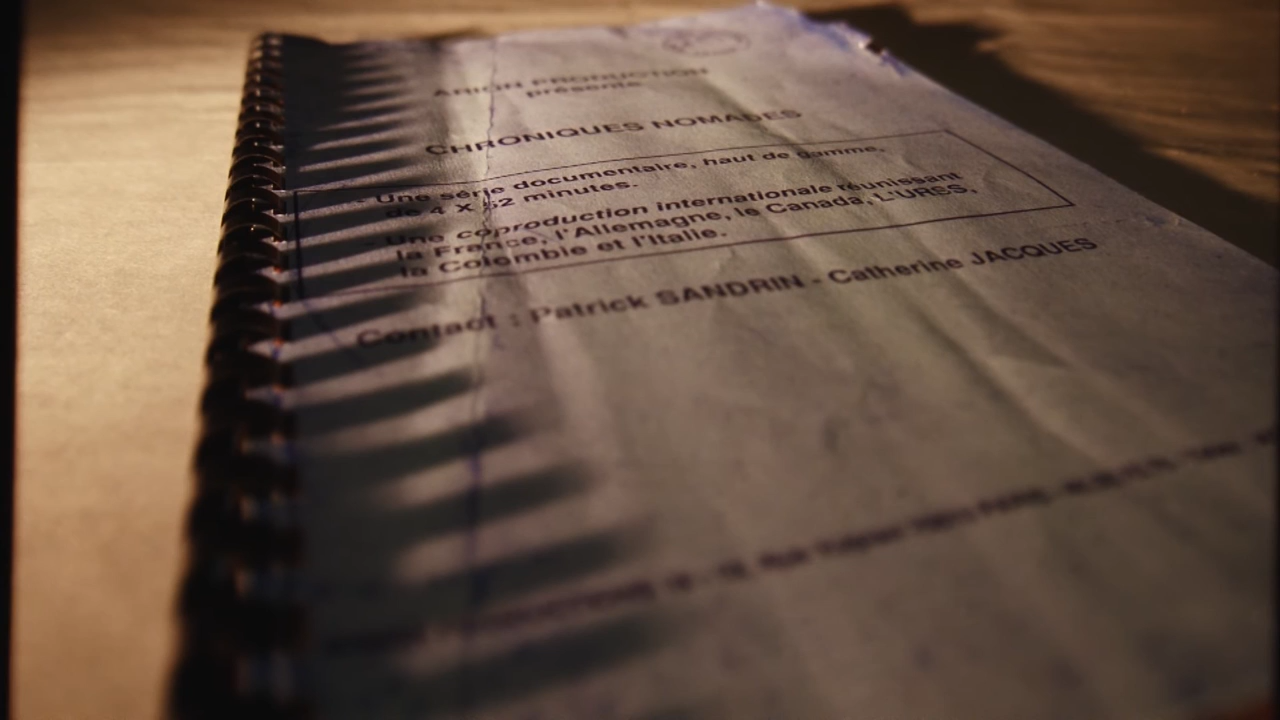 ARION PRODUCTION
présente
CHRONIQUES NOMADES
- Une série documentaire, haut de gamme,
de 4 X 52 minutes.
- Une coproduction internationale réunissant
la France, l'Allemagne, le Canada, L'URSS,
la Colombie et l'Italie.
Contact : Patrick SANDRIN - Catherine JACQUES